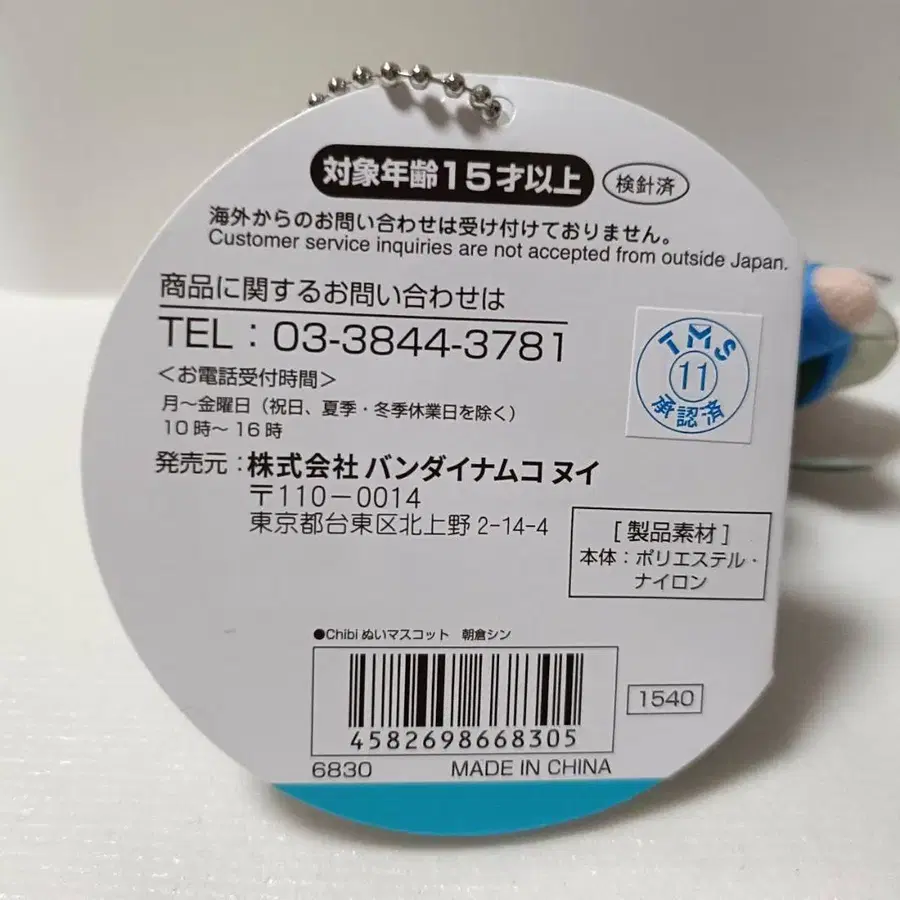 対象年齢15才以上
検針済
海外からのお問い合わせは受け付けておりません。
Customer service inquiries are not accepted from outside Japan.
商品に関するお問い合わせは
TEL：03-3844-3781
＜お電話受付時間＞
月～金曜日（祝日、夏季・冬季休業日を除く）
10時～16時
TMS
11
承認済
発売元：株式会社 バンダイナムコ ヌイ
〒110－0014
東京都台東区北上野 2-14-4
[ 製品素材 ]
本体：ポリエステル・
ナイロン
●Chibi ぬいマスコット　朝倉シン
4582698668305
1540
6830
MADE IN CHINA